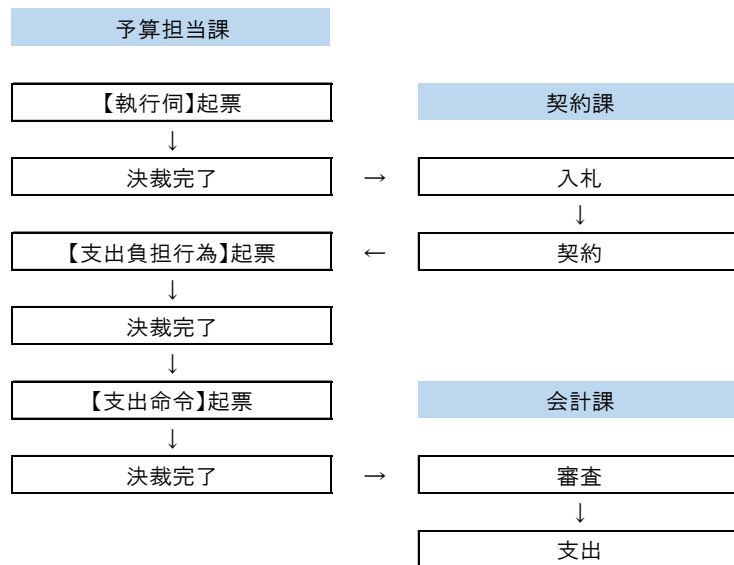 予算担当課
【執行伺】起票
契約課
↓
決裁完了
→
入札
↓
【支出負担行為】起票
←
契約
↓
決裁完了
↓
【支出命令】起票
会計課
↓
決裁完了
→
審査
↓
支出